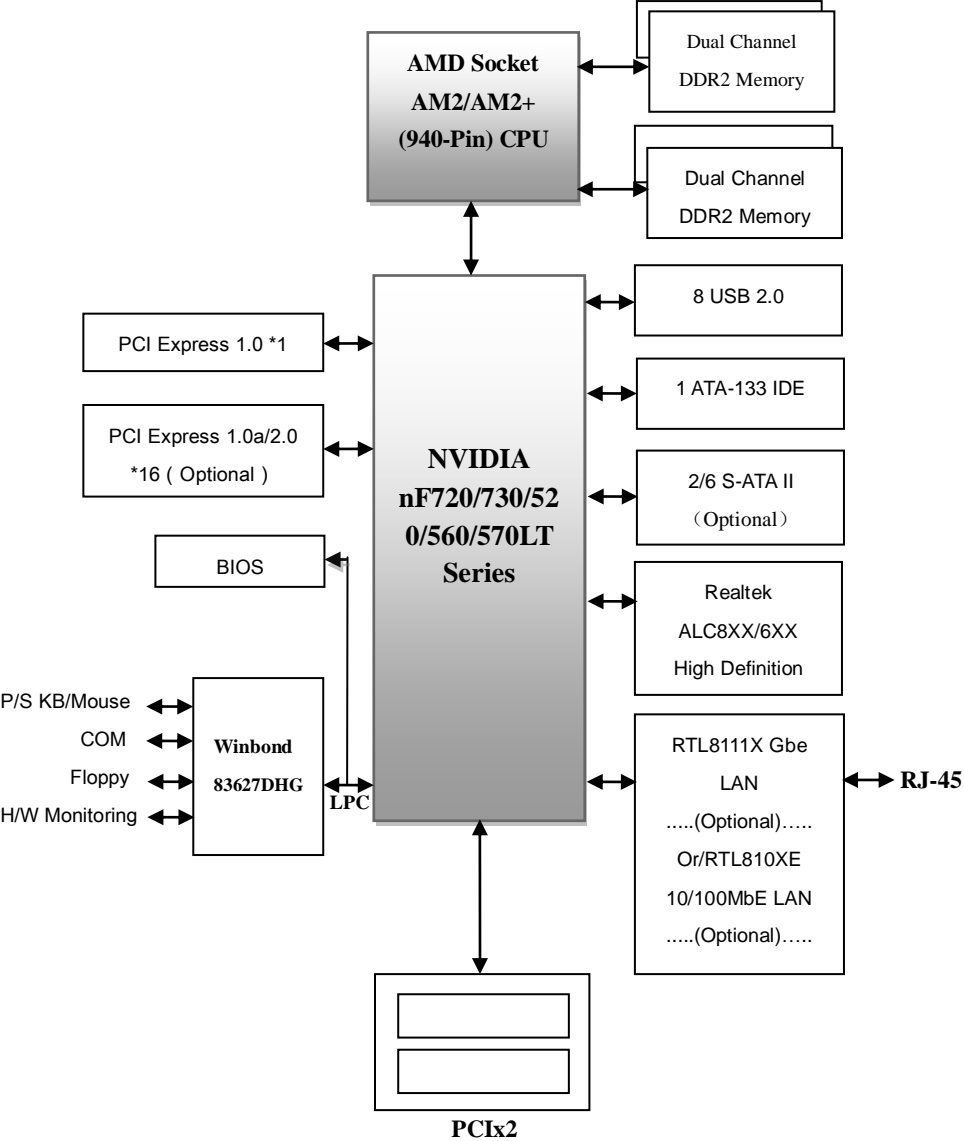 AMD Socket
AM2/AM2+
(940-Pin) CPU
Dual Channel
DDR2 Memory
Dual Channel
DDR2 Memory
8 USB 2.0
PCI Express 1.0 *1
1 ATA-133 IDE
PCI Express 1.0a/2.0
*16 ( Optional )
NVIDIA
nF720/730/52
0/560/570LT
Series
2/6 S-ATA II
（Optional）
BIOS
Realtek
ALC8XX/6XX
High Definition
P/S KB/Mouse
COM
Floppy
H/W Monitoring
Winbond
83627DHG
LPC
RTL8111X Gbe
LAN
.....(Optional)…..
Or/RTL810XE
10/100MbE LAN
.....(Optional)…..
RJ-45
PCIx2